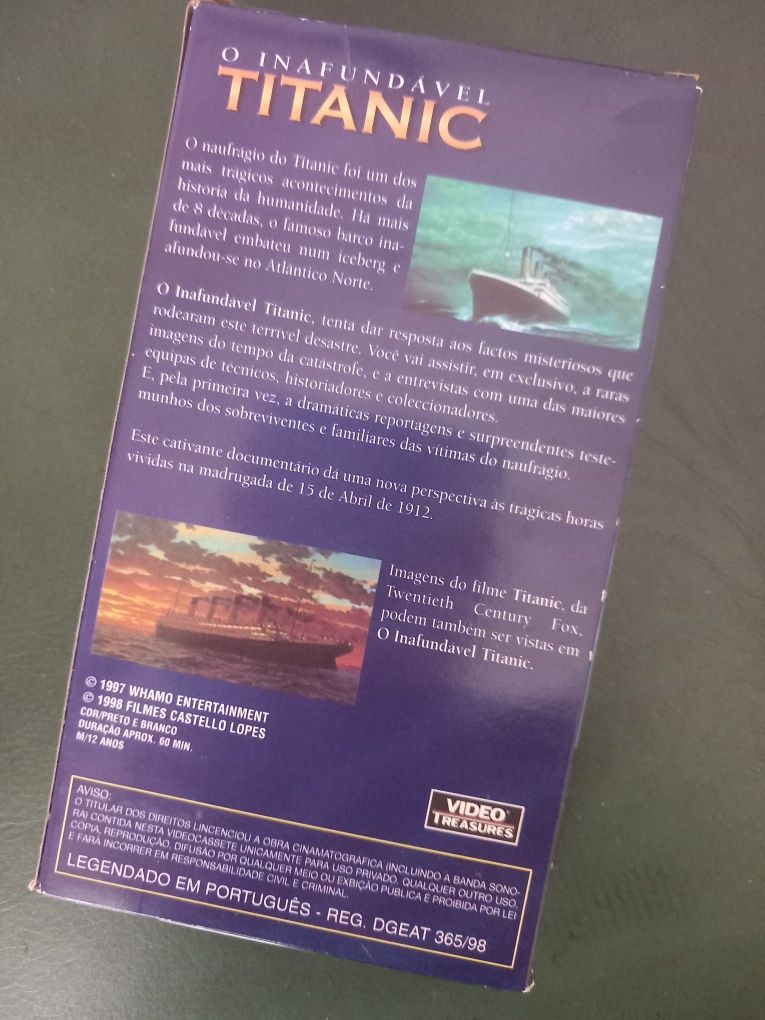 O INAFUNDÁVEL
TITANIC
O naufrágio do Titanic foi um dos
mais trágicos acontecimentos da
história da humanidade. Há mais
de 8 décadas, o famoso barco ina-
fundável embateu num iceberg e
afundou-se no Atlântico Norte.
O Inafundável Titanic, tenta dar resposta aos factos misteriosos que
rodearam este terrível desastre. Você vai assistir, em exclusivo, a raras
imagens do tempo da catástrofe, e a entrevistas com uma das maiores
equipas de técnicos, historiadores e coleccionadores.
E, pela primeira vez, a dramáticas reportagens e surpreendentes teste-
munhos dos sobreviventes e familiares das vítimas do naufrágio.
Este cativante documentário dá uma nova perspectiva às tragicas horas
vividas na madrugada de 15 de Abril de 1912.
Imagens do filme Titanic, da
Twentieth Century Fox,
podem também ser vistas em
O Inafundável Titanic.
© 1997 WHAMO ENTERTAINMENT
© 1998 FILMES CASTELLO LOPES
COR/PRETO E BRANCO
DURAÇÃO APROX. 60 MIN.
M/12 ANOS
VIDEO
TREASURES
AVISO:
O TITULAR DOS DIREITOS LINCENCIOU A OBRA CINAMATOGRÁFICA (INCLUINDO A BANDA SONO-
RA) CONTIDA NESTA VIDEOCASSETE UNICAMENTE PARA USO PRIVADO. QUALQUER OUTRO USO,
CÓPIA, REPRODUÇÃO, DIFUSÃO POR QUALQUER MEIO OU EXBIÇÃO PÚBLICA É PROIBIDA POR LEI
E FARÁ INCORRER EM RESPONSABILIDADE CIVIL E CRIMINAL.
LEGENDADO EM PORTUGUÊS - REG. DGEAT 365/98